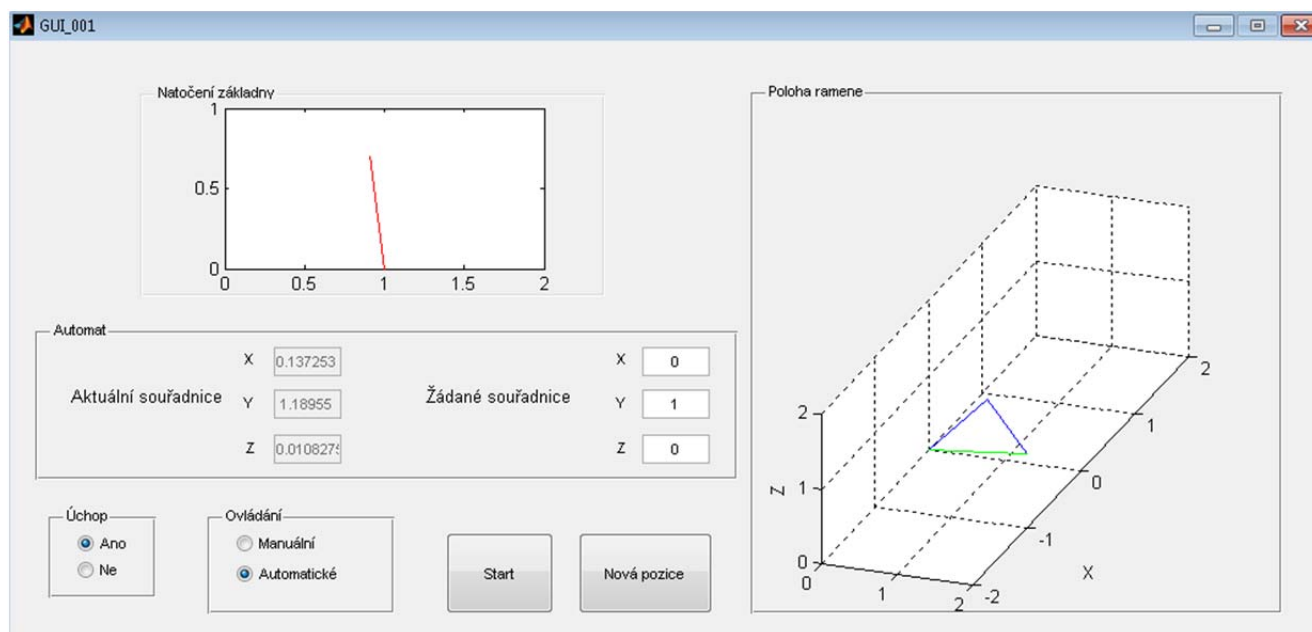 GUI_001
Natočení základny
1
0.5
0
0 0.5 1 1.5 2
Automat
Aktuální souřadnice
X 0.137253
Y 1.18955
Z 0.010827
Žádané souřadnice
X 0
Y 1
Z 0
Úchop
Ano
Ne
Ovládání
Manuální
Automatické
Start
Nová pozice
Poloha ramene
2
1
0
Z
0 1 2
-2 -1 0 1 2
X